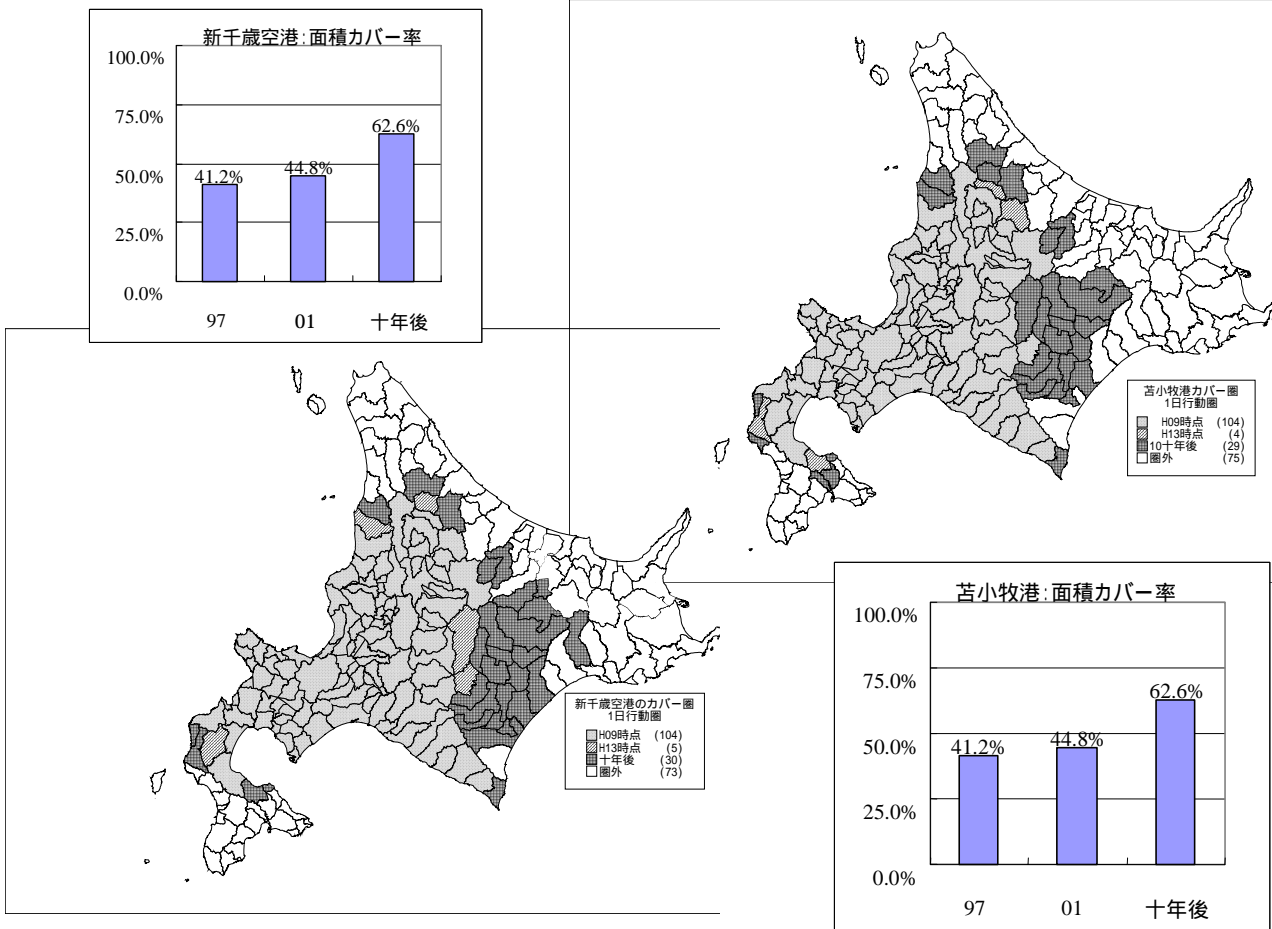 新千歳空港:面積カバー率
100.0%
75.0%
50.0%
25.0%
0.0%
41.2%
44.8%
62.6%
97
01
十年後
苫小牧港カバー圏
1日行動圏
H09時点 (104)
H13時点 (4)
10十年後 (29)
圏外 (75)
新千歳空港のカバー圏
1日行動圏
H09時点 (104)
H13時点 (5)
十年後 (30)
圏外 (73)
苫小牧港:面積カバー率
100.0%
75.0%
50.0%
25.0%
0.0%
41.2%
44.8%
62.6%
97
01
十年後